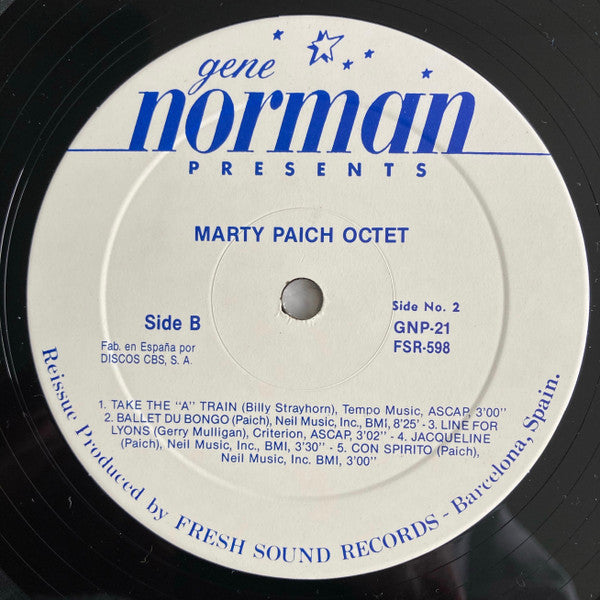 gene
norman
PRESENTS
MARTY PAICH OCTET
Side B
Side No. 2
Fab. en España por
DISCOS CBS, S. A.
GNP-21
FSR-598
1. TAKE THE "A" TRAIN (Billy Strayhorn), Tempo Music, ASCAP, 3'00"
2. BALLET DU BONGO (Paich), Neil Music, Inc., BMI, 8'25' - 3. LINE FOR
LYONS (Gerry Mulligan), Criterion, ASCAP, 3'02" - 4. JACQUELINE
(Paich), Neil Music, Inc., BMI, 3'30" - 5. CON SPIRITO (Paich),
Neil Music, Inc. BMI, 3'00"
Reissue Produced by FRESH SOUND RECORDS - Barcelona, Spain.